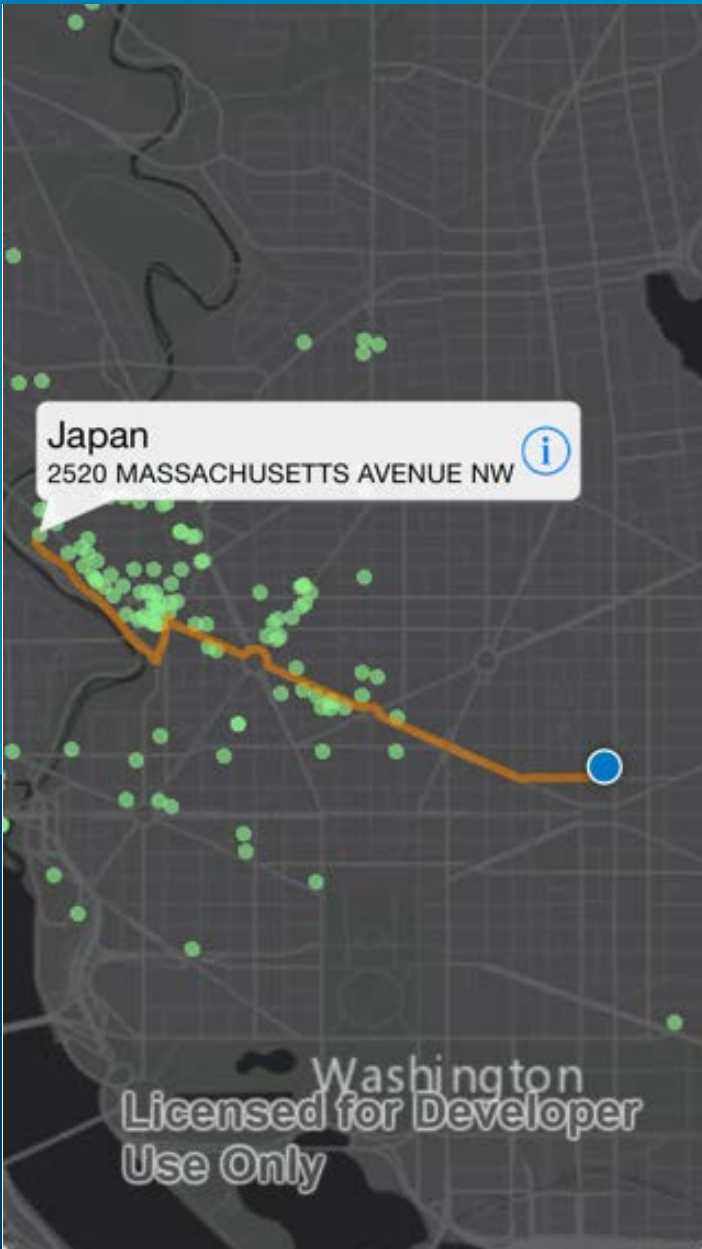 Japan
2520 MASSACHUSETTS AVENUE NW
i
Washington
Licensed for Developer
Use Only